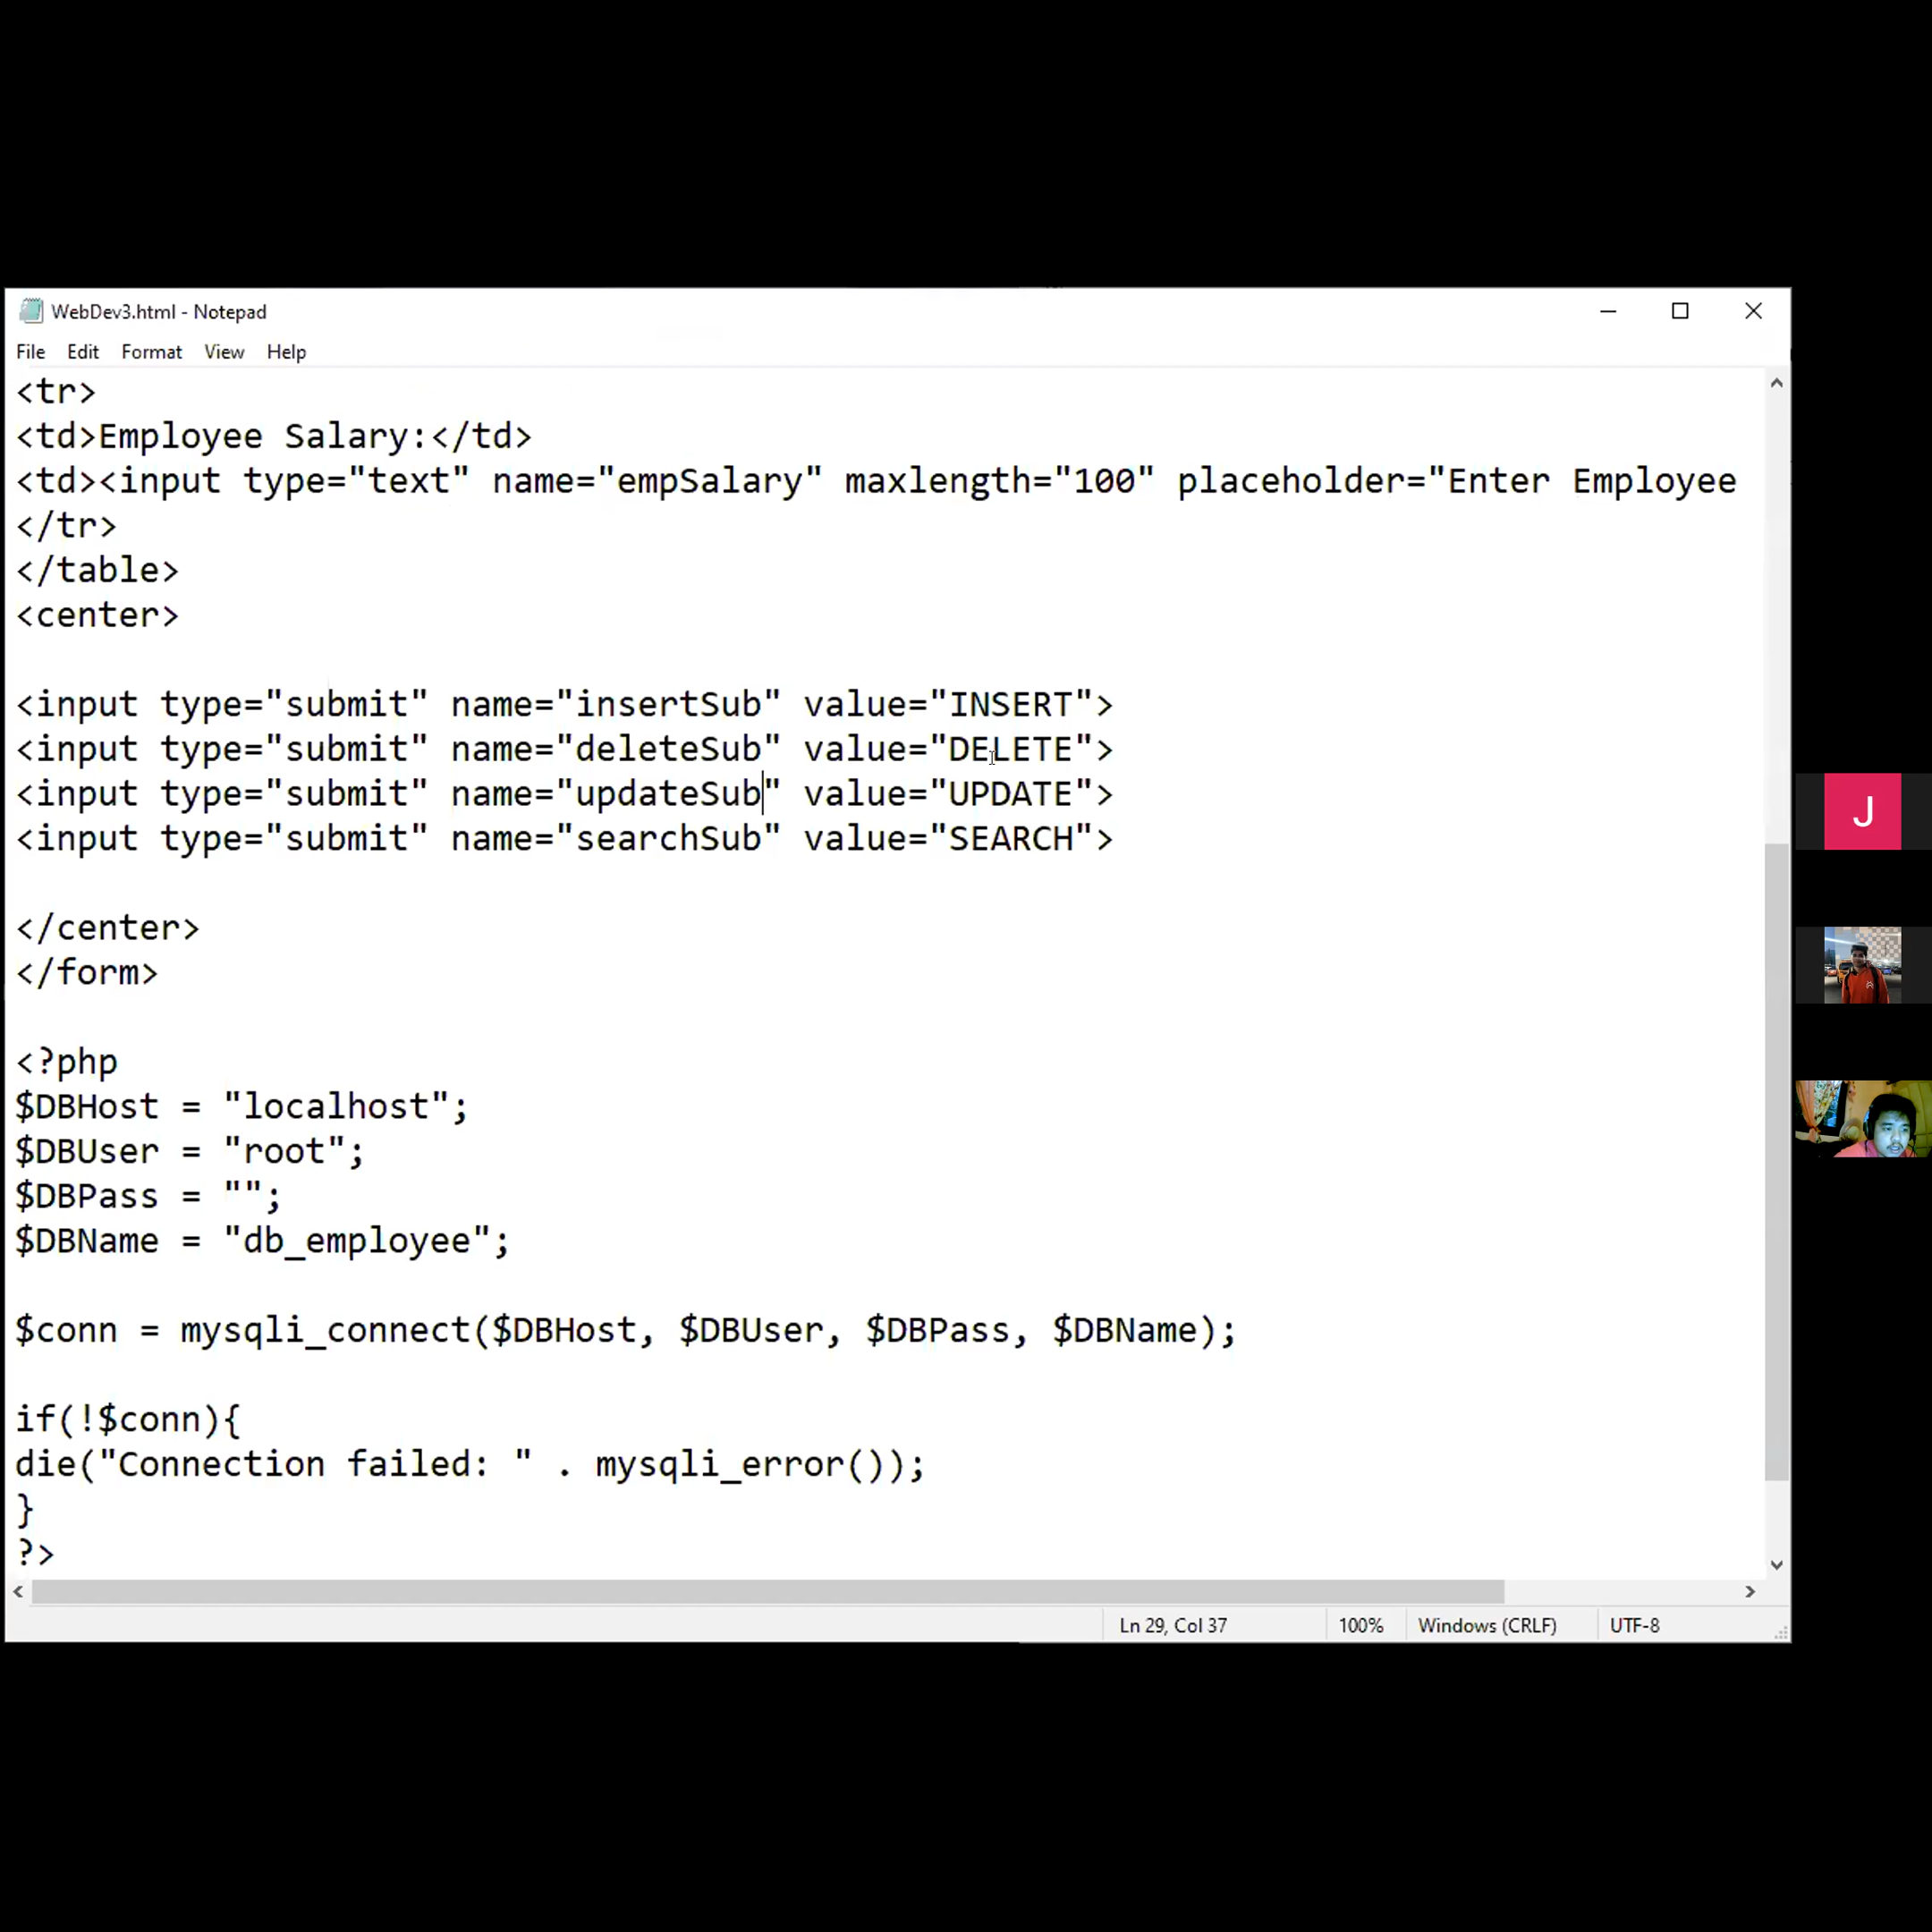 WebDev3.html - Notepad
File Edit Format View Help
<tr>
<td>Employee Salary:</td>
<td><input type="text" name="empSalary" maxlength="100" placeholder="Enter Employee
</tr>
</table>
<center>
<input type="submit" name="insertSub" value="INSERT">
<input type="submit" name="deleteSub" value="DELETE">
<input type="submit" name="updateSub" value="UPDATE">
<input type="submit" name="searchSub" value="SEARCH">
</center>
</form>
<?php
$DBHost = "localhost";
$DBUser = "root";
$DBPass = "";
$DBName = "db_employee";
$conn = mysqli_connect($DBHost, $DBUser, $DBPass, $DBName);
if(!$conn){
die("Connection failed: " . mysqli_error());
}
?>
Ln 29, Col 37 100% Windows (CRLF) UTF-8
J